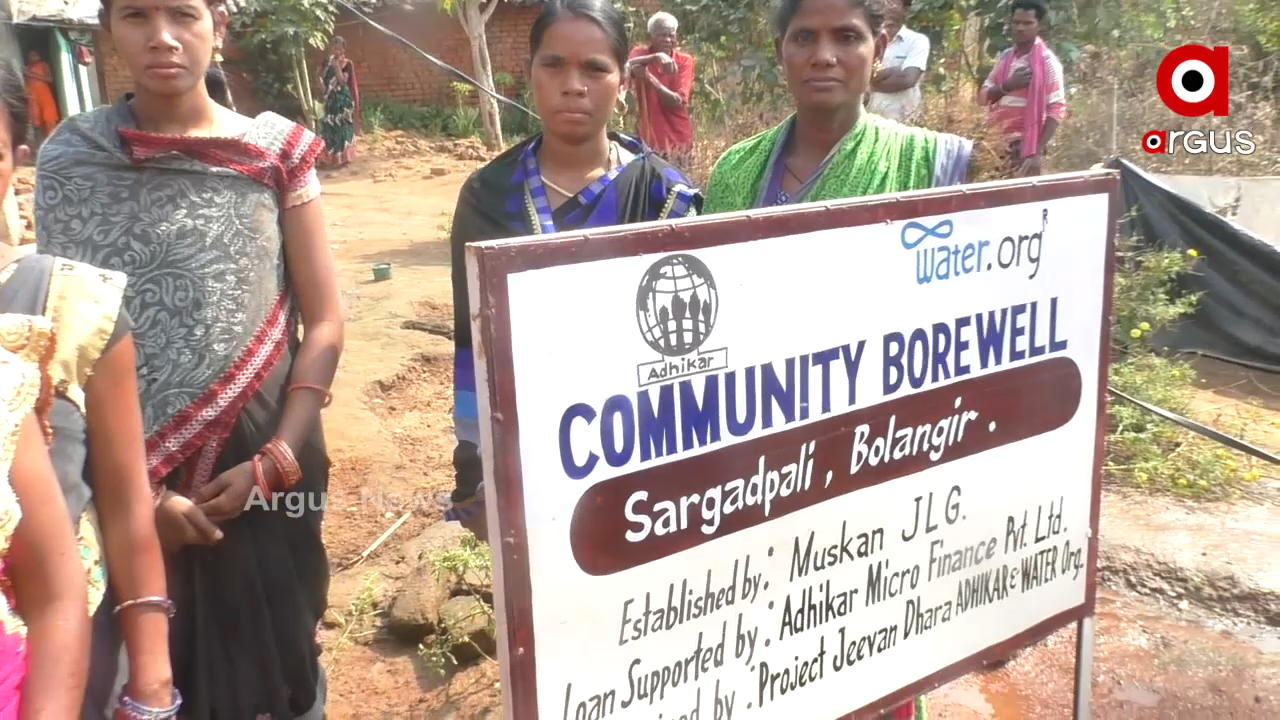 argus
water.org
R
Adhikar
COMMUNITY BOREWELL
Sargadpali, Bolangir.
Established by: Muskan JLG.
Loan Supported by: Adhikar Micro Finance Pvt. Ltd.
by: Project Jeevan Dhara ADHIKAR & WATER Org.
Argus News